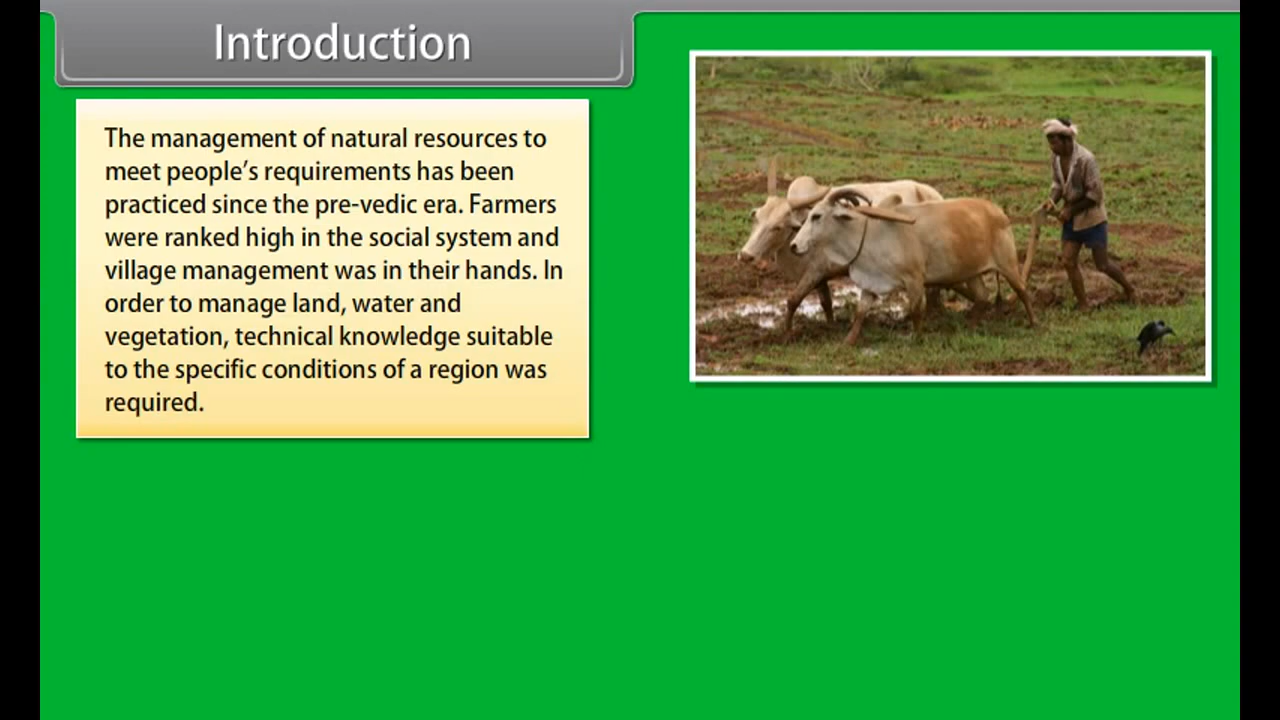 Introduction
The management of natural resources to
meet people’s requirements has been
practiced since the pre-vedic era. Farmers
were ranked high in the social system and
village management was in their hands. In
order to manage land, water and
vegetation, technical knowledge suitable
to the specific conditions of a region was
required.